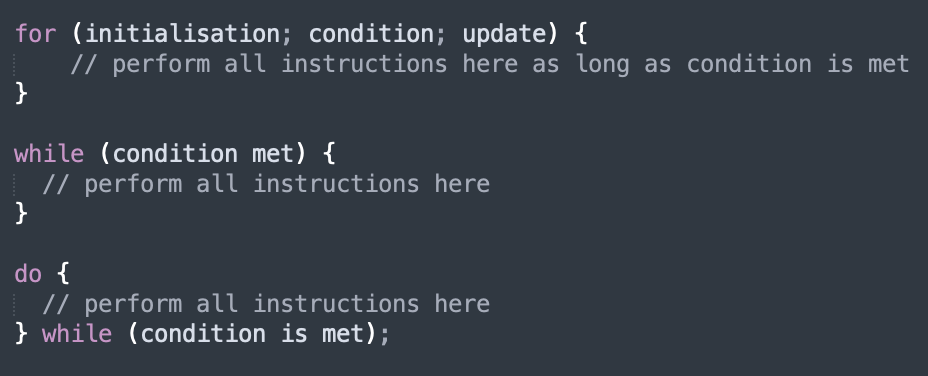 for (initialisation; condition; update) {
    // perform all instructions here as long as condition is met
}

while (condition met) {
  // perform all instructions here
}

do {
  // perform all instructions here
} while (condition is met);